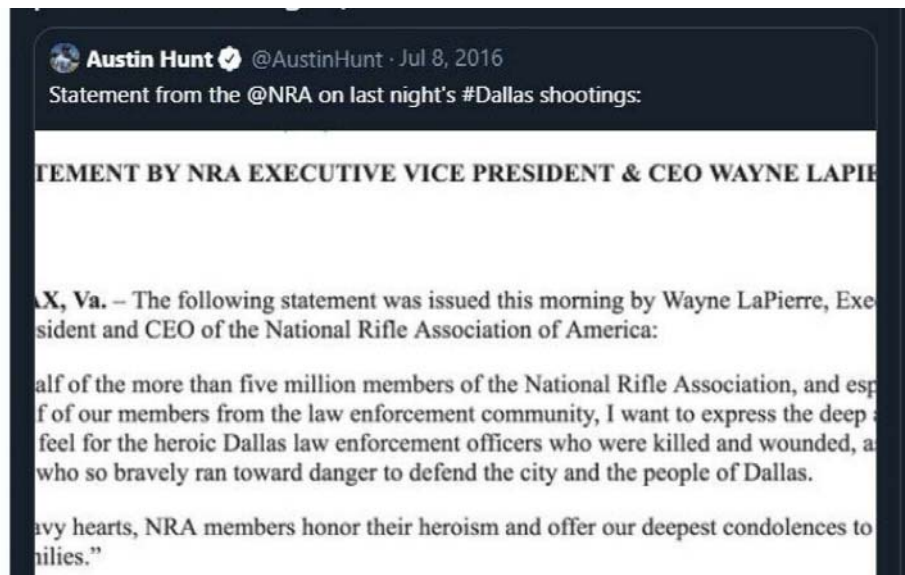 Austin Hunt @AustinHunt · Jul 8, 2016
Statement from the @NRA on last night's #Dallas shootings:
TEMENT BY NRA EXECUTIVE VICE PRESIDENT & CEO WAYNE LAPIE
X, Va. – The following statement was issued this morning by Wayne LaPierre, Exe
sident and CEO of the National Rifle Association of America:
alf of the more than five million members of the National Rifle Association, and esp
f of our members from the law enforcement community, I want to express the deep
feel for the heroic Dallas law enforcement officers who were killed and wounded, a
who so bravely ran toward danger to defend the city and the people of Dallas.
avy hearts, NRA members honor their heroism and offer our deepest condolences to
nilies.”